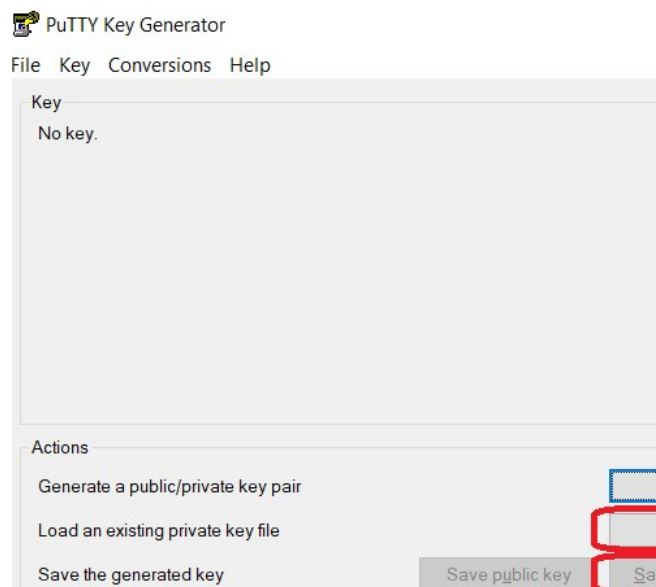 PuTTY Key Generator
File Key Conversions Help
Key
No key.
Actions
Generate a public/private key pair
Load an existing private key file
Save the generated key Save public key